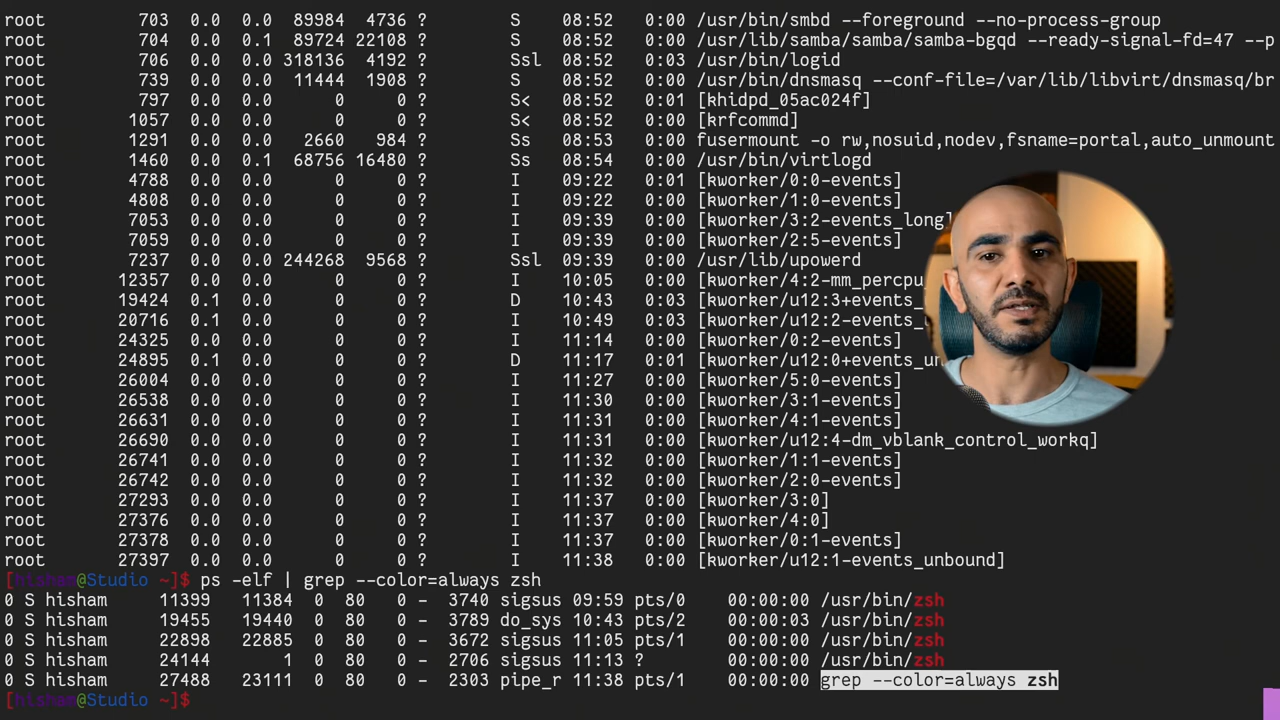 root 703 0.0 0.0 89984 4736 ? S 08:52 0:00 /usr/bin/smbd --foreground --no-process-group
root 704 0.0 0.1 89724 22108 ? S 08:52 0:00 /usr/lib/samba/samba/samba-bgqd --ready-signal-fd=47 --p
root 706 0.0 0.0 318136 4192 ? Ssl 08:52 0:03 /usr/bin/logid
root 739 0.0 0.0 11444 1908 ? S 08:52 0:00 /usr/bin/dnsmasq --conf-file=/var/lib/libvirt/dnsmasq/br
root 797 0.0 0.0 0 0 ? S< 08:52 0:01 [khidpd_05ac024f]
root 1057 0.0 0.0 0 0 ? S< 08:52 0:00 [krfcommd]
root 1291 0.0 0.0 2660 984 ? Ss 08:53 0:00 fusermount -o rw,nosuid,nodev,fsname=portal,auto_unmount
root 1460 0.0 0.1 68756 16480 ? Ss 08:54 0:00 /usr/bin/virtlogd
root 4788 0.0 0.0 0 0 ? I 09:22 0:01 [kworker/0:0-events]
root 4808 0.0 0.0 0 0 ? I 09:22 0:00 [kworker/1:0-events]
root 7053 0.0 0.0 0 0 ? I 09:39 0:00 [kworker/3:2-events_long]
root 7059 0.0 0.0 0 0 ? I 09:39 0:00 [kworker/2:5-events]
root 7237 0.0 0.0 244268 9568 ? Ssl 09:39 0:00 /usr/lib/upowerd
root 12357 0.0 0.0 0 0 ? I 10:05 0:00 [kworker/4:2-mm_percpu_
root 19424 0.1 0.0 0 0 ? D 10:43 0:03 [kworker/u12:3+events_
root 20716 0.1 0.0 0 0 ? I 10:49 0:03 [kworker/u12:2-events_
root 24325 0.0 0.0 0 0 ? I 11:14 0:00 [kworker/0:2-events]
root 24895 0.1 0.0 0 0 ? D 11:17 0:01 [kworker/u12:0+events_un
root 26004 0.0 0.0 0 0 ? I 11:27 0:00 [kworker/5:0-events]
root 26538 0.0 0.0 0 0 ? I 11:30 0:00 [kworker/3:1-events]
root 26631 0.0 0.0 0 0 ? I 11:31 0:00 [kworker/4:1-events]
root 26690 0.0 0.0 0 0 ? I 11:31 0:00 [kworker/u12:4-dm_vblank_control_workq]
root 26741 0.0 0.0 0 0 ? I 11:32 0:00 [kworker/1:1-events]
root 26742 0.0 0.0 0 0 ? I 11:32 0:00 [kworker/2:0-events]
root 27293 0.0 0.0 0 0 ? I 11:37 0:00 [kworker/3:0]
root 27376 0.0 0.0 0 0 ? I 11:37 0:00 [kworker/4:0]
root 27378 0.0 0.0 0 0 ? I 11:37 0:00 [kworker/0:1-events]
root 27397 0.0 0.0 0 0 ? I 11:38 0:00 [kworker/u12:1-events_unbound]
[hisham@Studio ~]$ ps -elf | grep --color=always zsh
0 S hisham 11399 11384 0 80 0 - 3740 sigsus 09:59 pts/0 00:00:00 /usr/bin/zsh
0 S hisham 19455 19440 0 80 0 - 3789 do_sys 10:43 pts/2 00:00:03 /usr/bin/zsh
0 S hisham 22898 22885 0 80 0 - 3672 sigsus 11:05 pts/1 00:00:00 /usr/bin/zsh
0 S hisham 24144 1 0 80 0 - 2706 sigsus 11:13 ? 00:00:00 /usr/bin/zsh
0 S hisham 27488 23111 0 80 0 - 2303 pipe_r 11:38 pts/1 00:00:00 grep --color=always zsh
[hisham@Studio ~]$